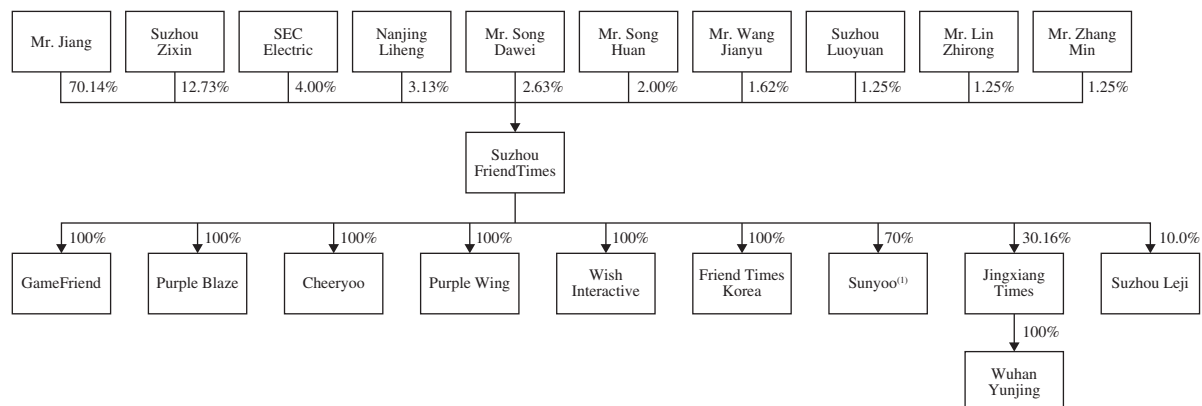 Mr. Jiang
Suzhou
Zixin
SEC
Electric
Nanjing
Liheng
Mr. Song
Dawei
Mr. Song
Huan
Mr. Wang
Jianyu
Suzhou
Luoyuan
Mr. Lin
Zhirong
Mr. Zhang
Min
70.14%
12.73%
4.00%
3.13%
2.63%
2.00%
1.62%
1.25%
1.25%
1.25%
Suzhou
FriendTimes
100%
100%
100%
100%
100%
100%
70%
30.16%
10.0%
GameFriend
Purple Blaze
Cheeryoo
Purple Wing
Wish
Interactive
Friend Times
Korea
Sunyoo(1)
Jingxiang
Times
Suzhou Leji
100%
Wuhan
Yunjing